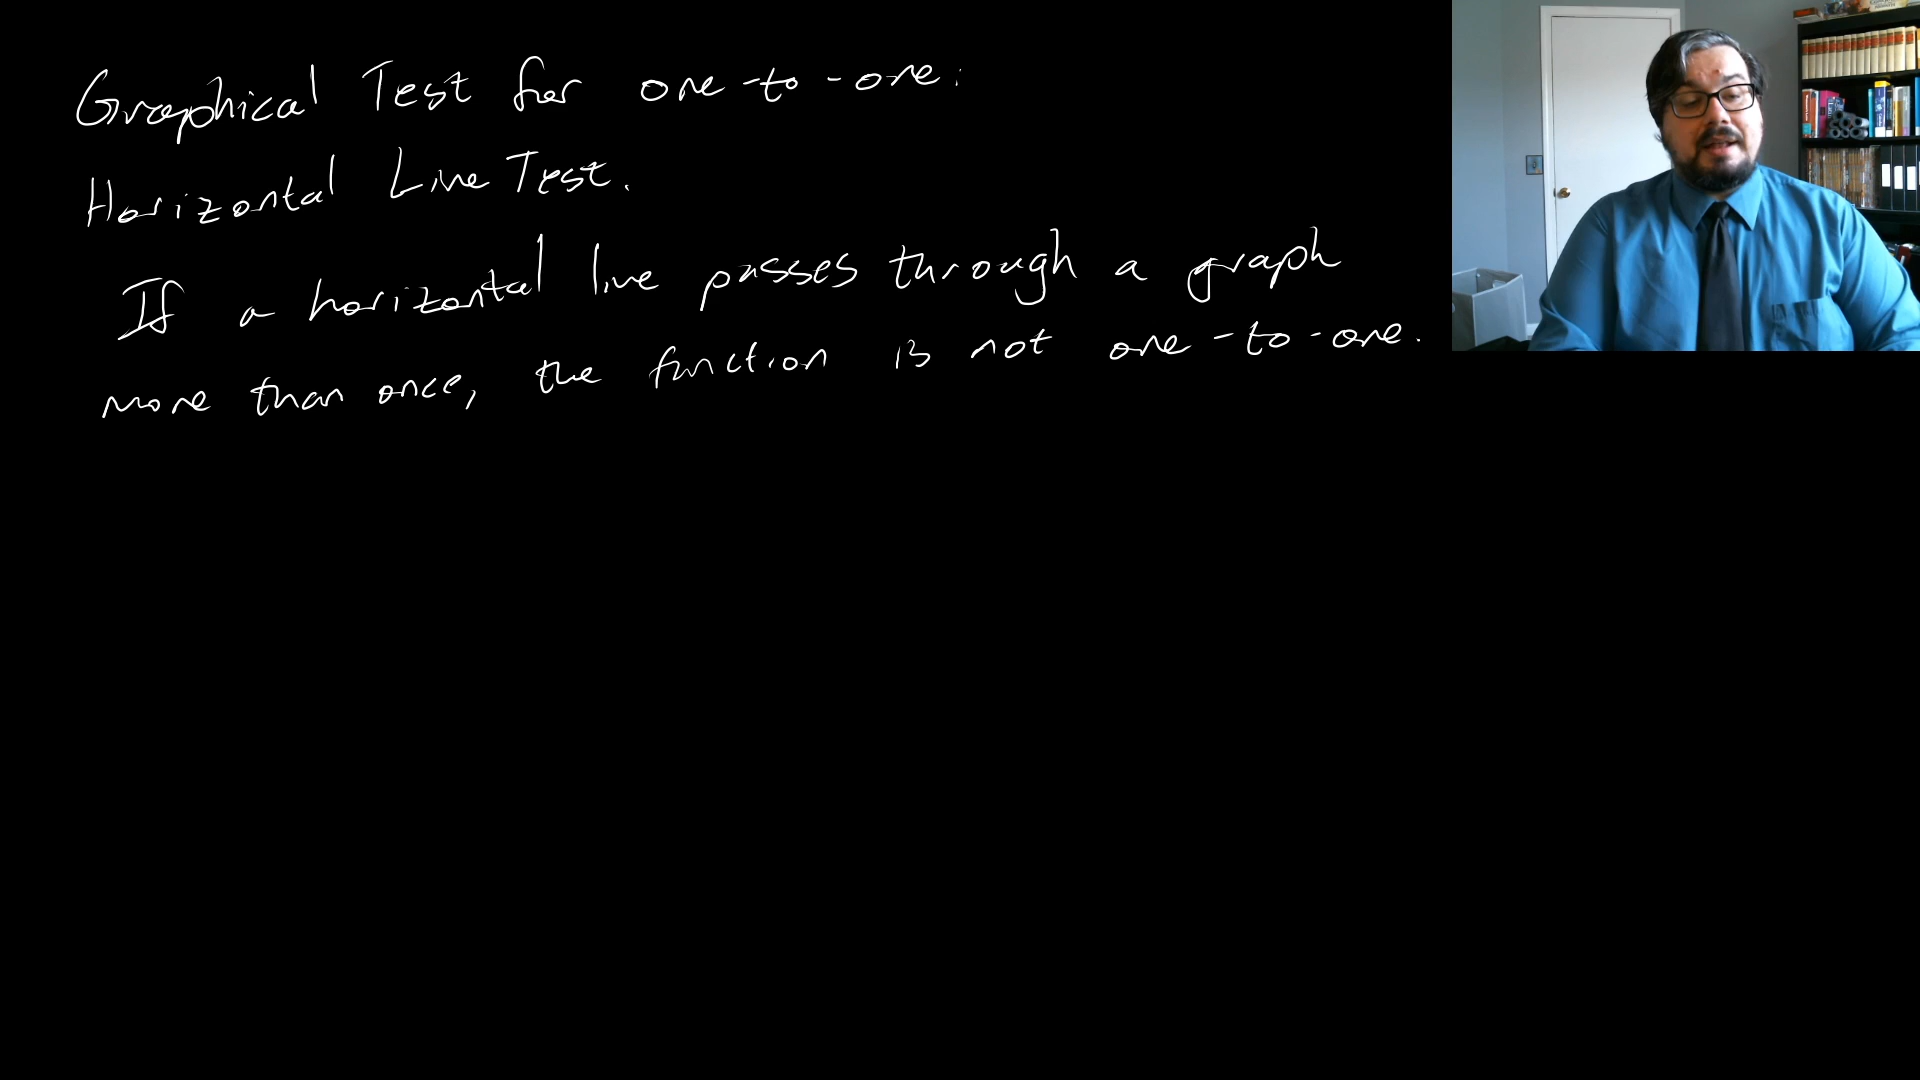 Graphical Test for one-to-one:
Horizontal Line Test.
If a horizontal line passes through a graph
more than once, the function is not one-to-one.